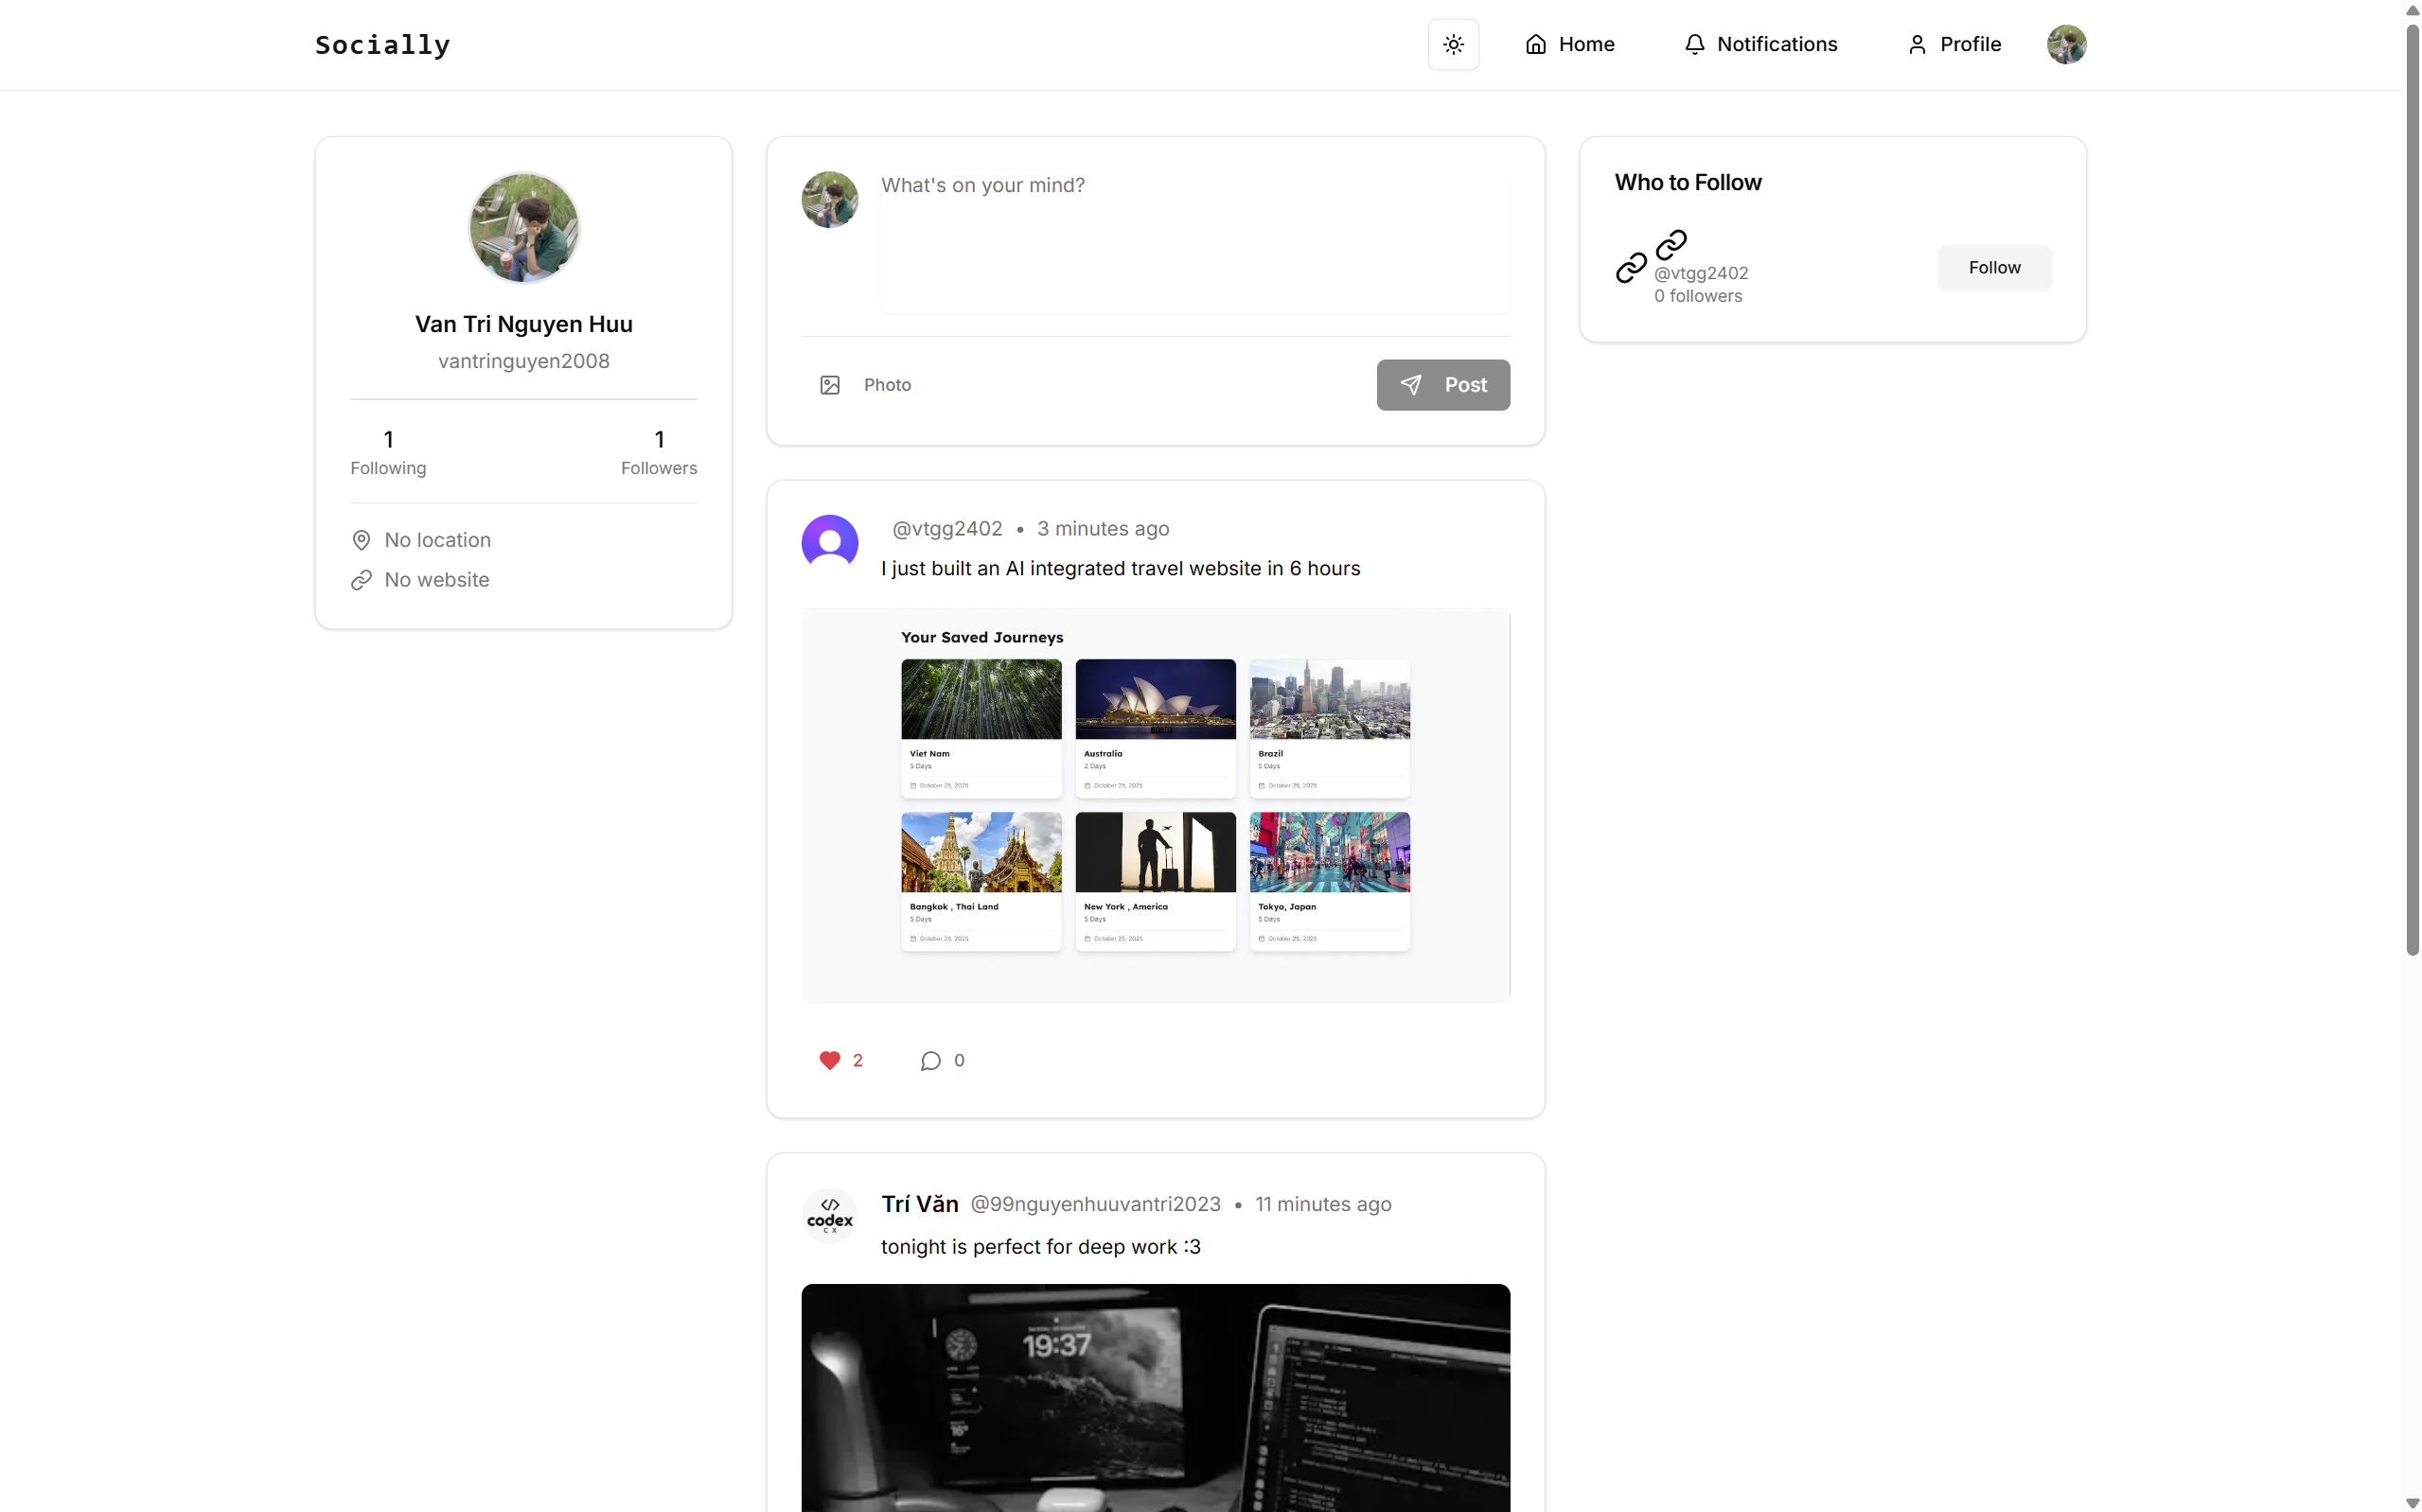 Socially
Home
Notifications
Profile
Van Tri Nguyen Huu
vantringuyen2008
1
Following
1
Followers
No location
No website
What's on your mind?
Photo
Post
@vtgg2402 • 3 minutes ago
I just built an AI integrated travel website in 6 hours
Your Saved Journeys
Viet Nam
5 Days
October 25, 2025
Australia
2 Days
October 25, 2025
Brazil
5 Days
October 25, 2025
Bangkok , Thai Land
5 Days
October 25, 2025
New York , America
5 Days
October 25, 2025
Tokyo, Japan
5 Days
October 25, 2025
2
0
</> codex
CX
Trí Văn @99nguyenhuuvantri2023 • 11 minutes ago
tonight is perfect for deep work :3
19:37
Who to Follow
@vtgg2402
0 followers
Follow